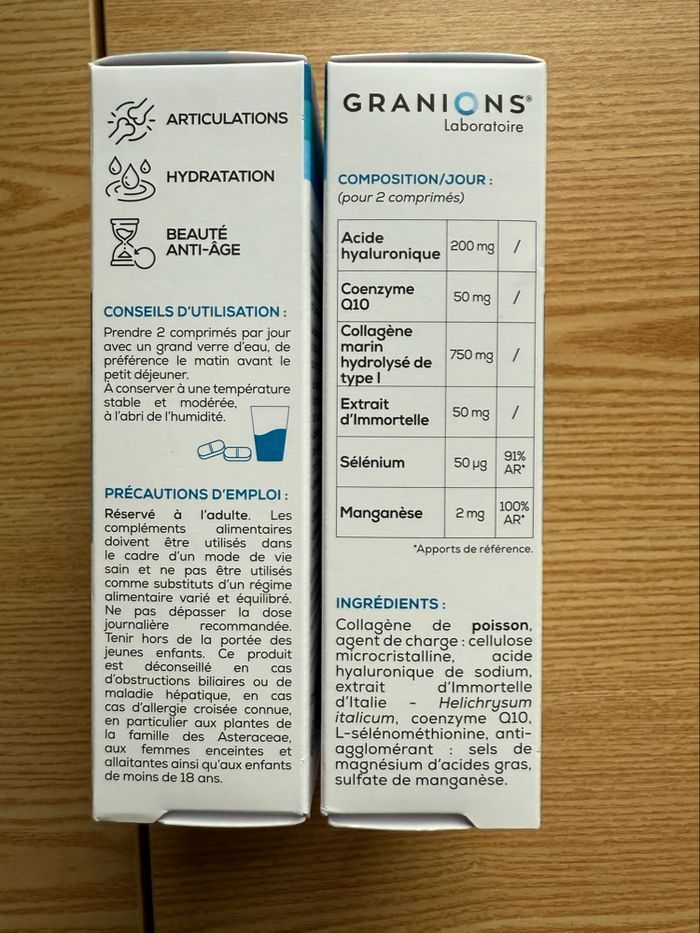 ARTICULATIONS
HYDRATATION
BEAUTÉ
ANTI-ÂGE
CONSEILS D'UTILISATION :
Prendre 2 comprimés par jour
avec un grand verre d'eau, de
préférence le matin avant le
petit déjeuner.
À conserver à une température
stable et modérée,
à l'abri de l'humidité.
PRÉCAUTIONS D'EMPLOI :
Réservé à l'adulte. Les
compléments alimentaires
doivent être utilisés dans
le cadre d'un mode de vie
sain et ne pas être utilisés
comme substituts d'un régime
alimentaire varié et équilibré.
Ne pas dépasser la dose
journalière recommandée.
Tenir hors de la portée des
jeunes enfants. Ce produit
est déconseillé en cas
d'obstructions biliaires ou de
maladie hépatique, en cas
cas d'allergie croisée connue,
en particulier aux plantes de
la famille des Asteraceae,
aux femmes enceintes et
allaitantes ainsi qu'aux enfants
de moins de 18 ans.
GRANIONS®
Laboratoire
COMPOSITION/JOUR :
(pour 2 comprimés)
Acide
hyaluronique 200 mg /
Coenzyme
Q10 50 mg /
Collagène
marin
hydrolysé de
type I 750 mg /
Extrait
d'Immortelle 50 mg /
Sélénium 50 µg 91%
AR*
Manganèse 2 mg 100%
AR*
*Apports de référence.
INGRÉDIENTS :
Collagène de poisson,
agent de charge : cellulose
microcristalline, acide
hyaluronique de sodium,
extrait d'Immortelle
d'Italie - Helichrysum
italicum, coenzyme Q10,
L-sélénométhionine, anti-
agglomérant : sels de
magnésium d'acides gras,
sulfate de manganèse.